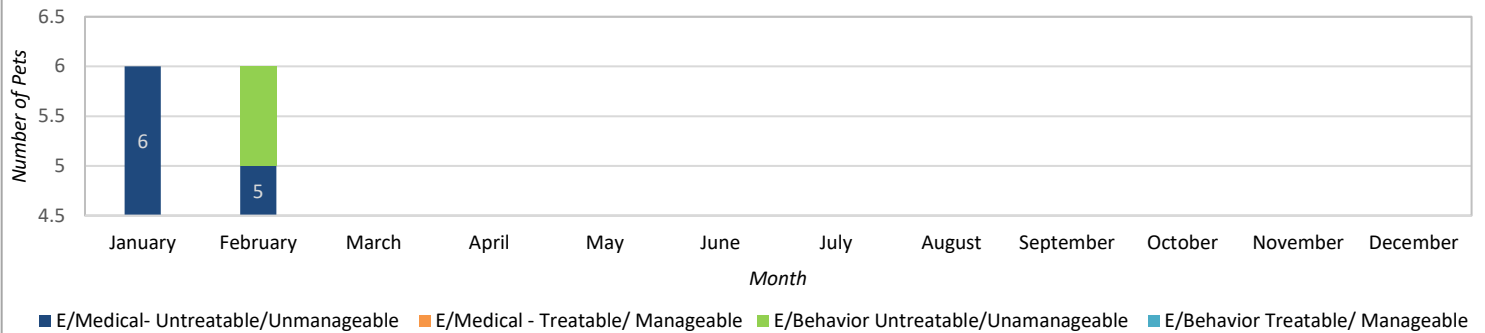 6.5
6
5.5
5
4.5
Number of Pets
6
5
January February March April May June July August September October November December
Month
E/Medical- Untreatable/Unmanageable E/Medical - Treatable/ Manageable E/Behavior Untreatable/Unamanageable E/Behavior Treatable/ Manageable